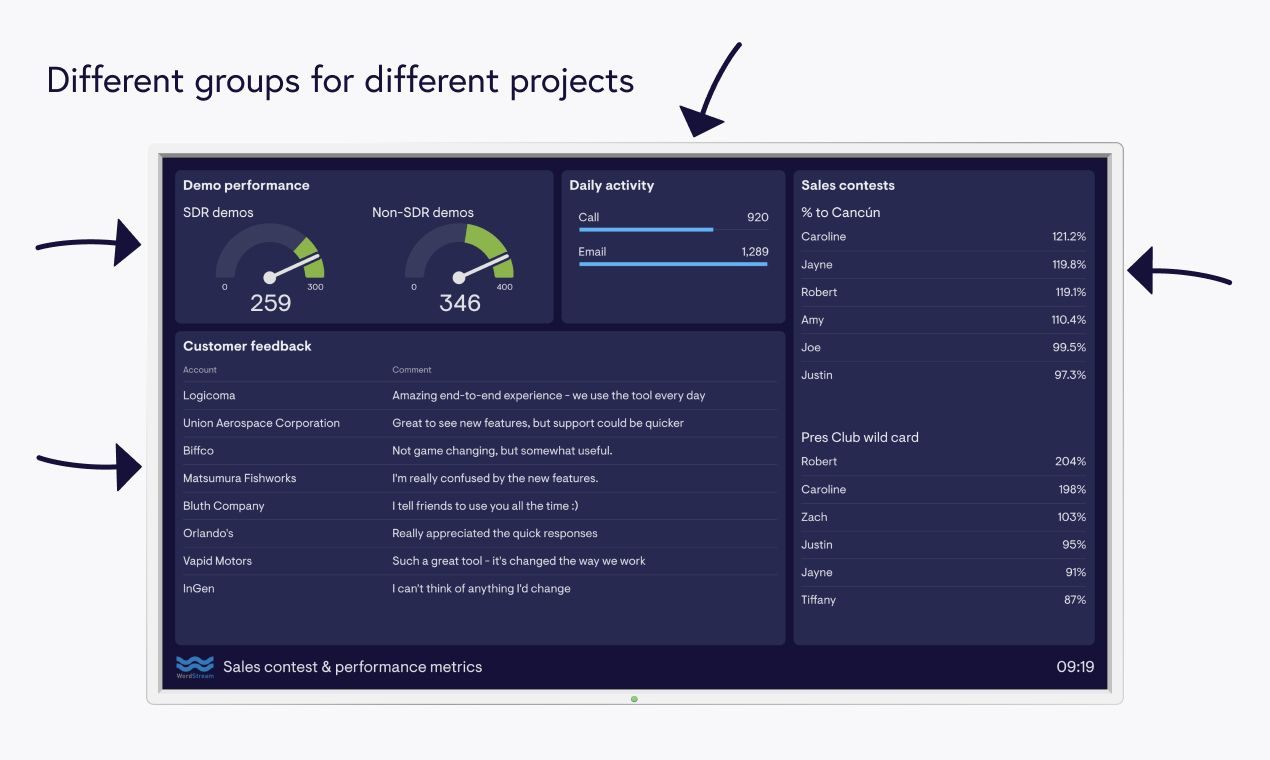 Different groups for different projects
Demo performance
SDR demos
0
300
259
Non-SDR demos
0
400
346
Daily activity
Call 920
Email 1,289
Sales contests
% to Cancún
Caroline 121.2%
Jayne 119.8%
Robert 119.1%
Amy 110.4%
Joe 99.5%
Justin 97.3%
Pres Club wild card
Robert 204%
Caroline 198%
Zach 103%
Justin 95%
Jayne 91%
Tiffany 87%
Customer feedback
Account Comment
Logicoma Amazing end-to-end experience - we use the tool every day
Union Aerospace Corporation Great to see new features, but support could be quicker
Biffco Not game changing, but somewhat useful.
Matsumura Fishworks I'm really confused by the new features.
Bluth Company I tell friends to use you all the time :)
Orlando's Really appreciated the quick responses
Vapid Motors Such a great tool - it's changed the way we work
InGen I can't think of anything I'd change
WordStream
Sales contest & performance metrics
09:19